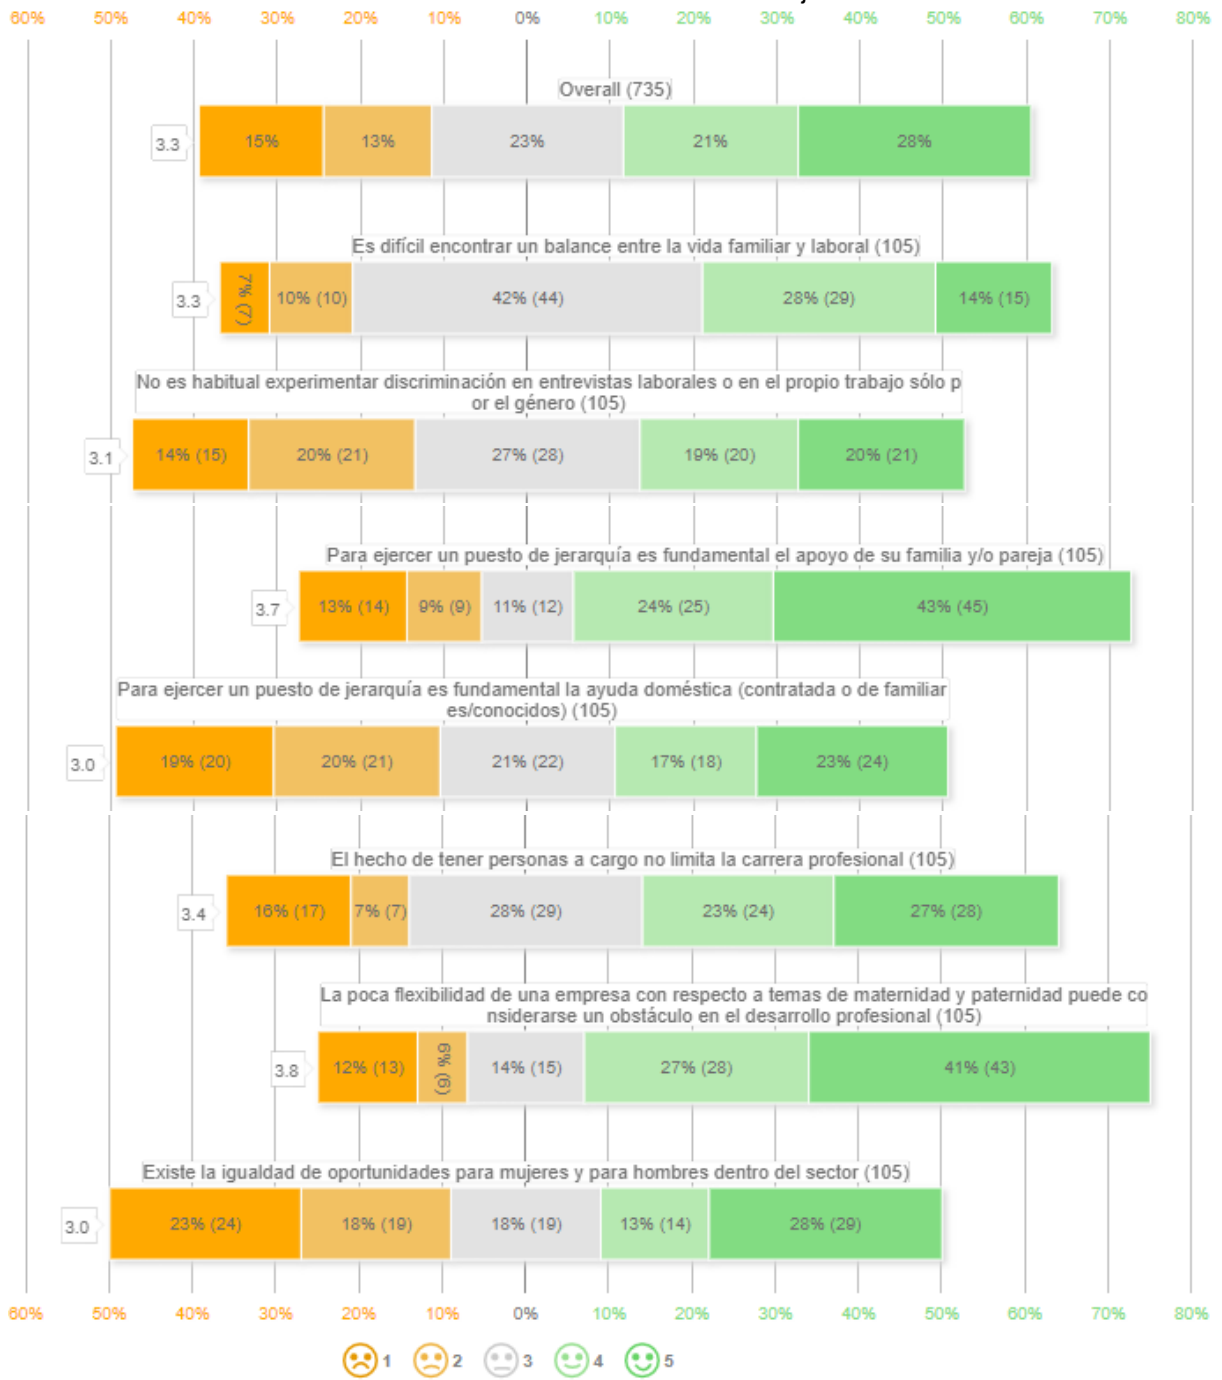 60% 50% 40% 30% 20% 10% 0% 10% 20% 30% 40% 50% 60% 70% 80%
Overall (735)
3.3 15% 13% 23% 21% 28%
Es difícil encontrar un balance entre la vida familiar y laboral (105)
3.3 7% (7) 10% (10) 42% (44) 28% (29) 14% (15)
No es habitual experimentar discriminación en entrevistas laborales o en el propio trabajo sólo p
or el género (105)
3.1 14% (15) 20% (21) 27% (28) 19% (20) 20% (21)
Para ejercer un puesto de jerarquía es fundamental el apoyo de su familia y/o pareja (105)
3.7 13% (14) 9% (9) 11% (12) 24% (25) 43% (45)
Para ejercer un puesto de jerarquía es fundamental la ayuda doméstica (contratada o de familiar
es/conocidos) (105)
3.0 19% (20) 20% (21) 21% (22) 17% (18) 23% (24)
El hecho de tener personas a cargo no limita la carrera profesional (105)
3.4 16% (17) 7% (7) 28% (29) 23% (24) 27% (28)
La poca flexibilidad de una empresa con respecto a temas de maternidad y paternidad puede co
nsiderarse un obstáculo en el desarrollo profesional (105)
3.8 12% (13) 6% (6) 14% (15) 27% (28) 41% (43)
Existe la igualdad de oportunidades para mujeres y para hombres dentro del sector (105)
3.0 23% (24) 18% (19) 18% (19) 13% (14) 28% (29)
60% 50% 40% 30% 20% 10% 0% 10% 20% 30% 40% 50% 60% 70% 80%
1 2 3 4 5